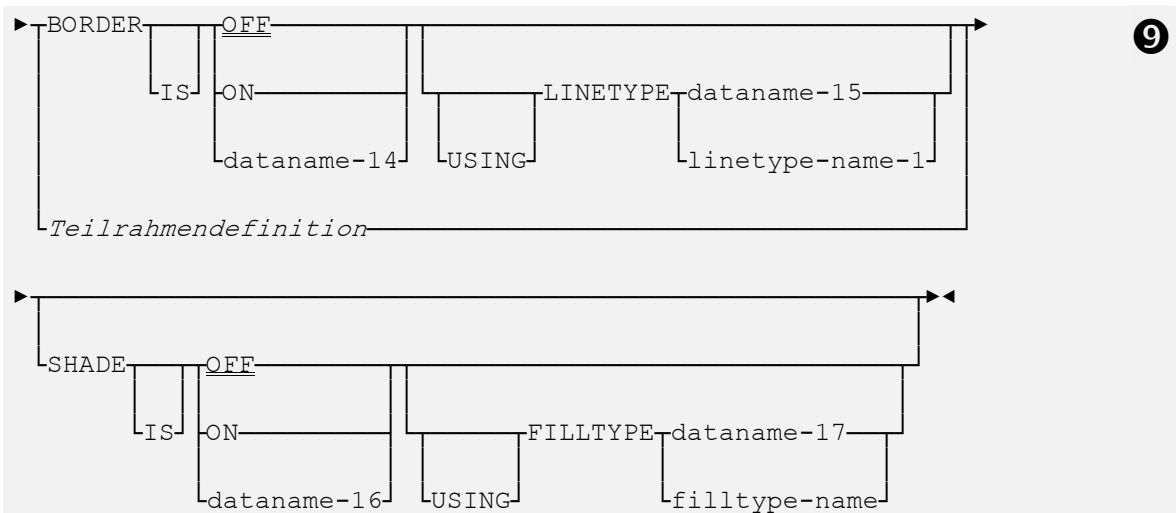 BORDER OFF
❾
IS ON LINETYPE dataname-15
dataname-14 USING linetype-name-1
Teilrahmendefinition
SHADE OFF
IS ON FILLTYPE dataname-17
dataname-16 USING filltype-name